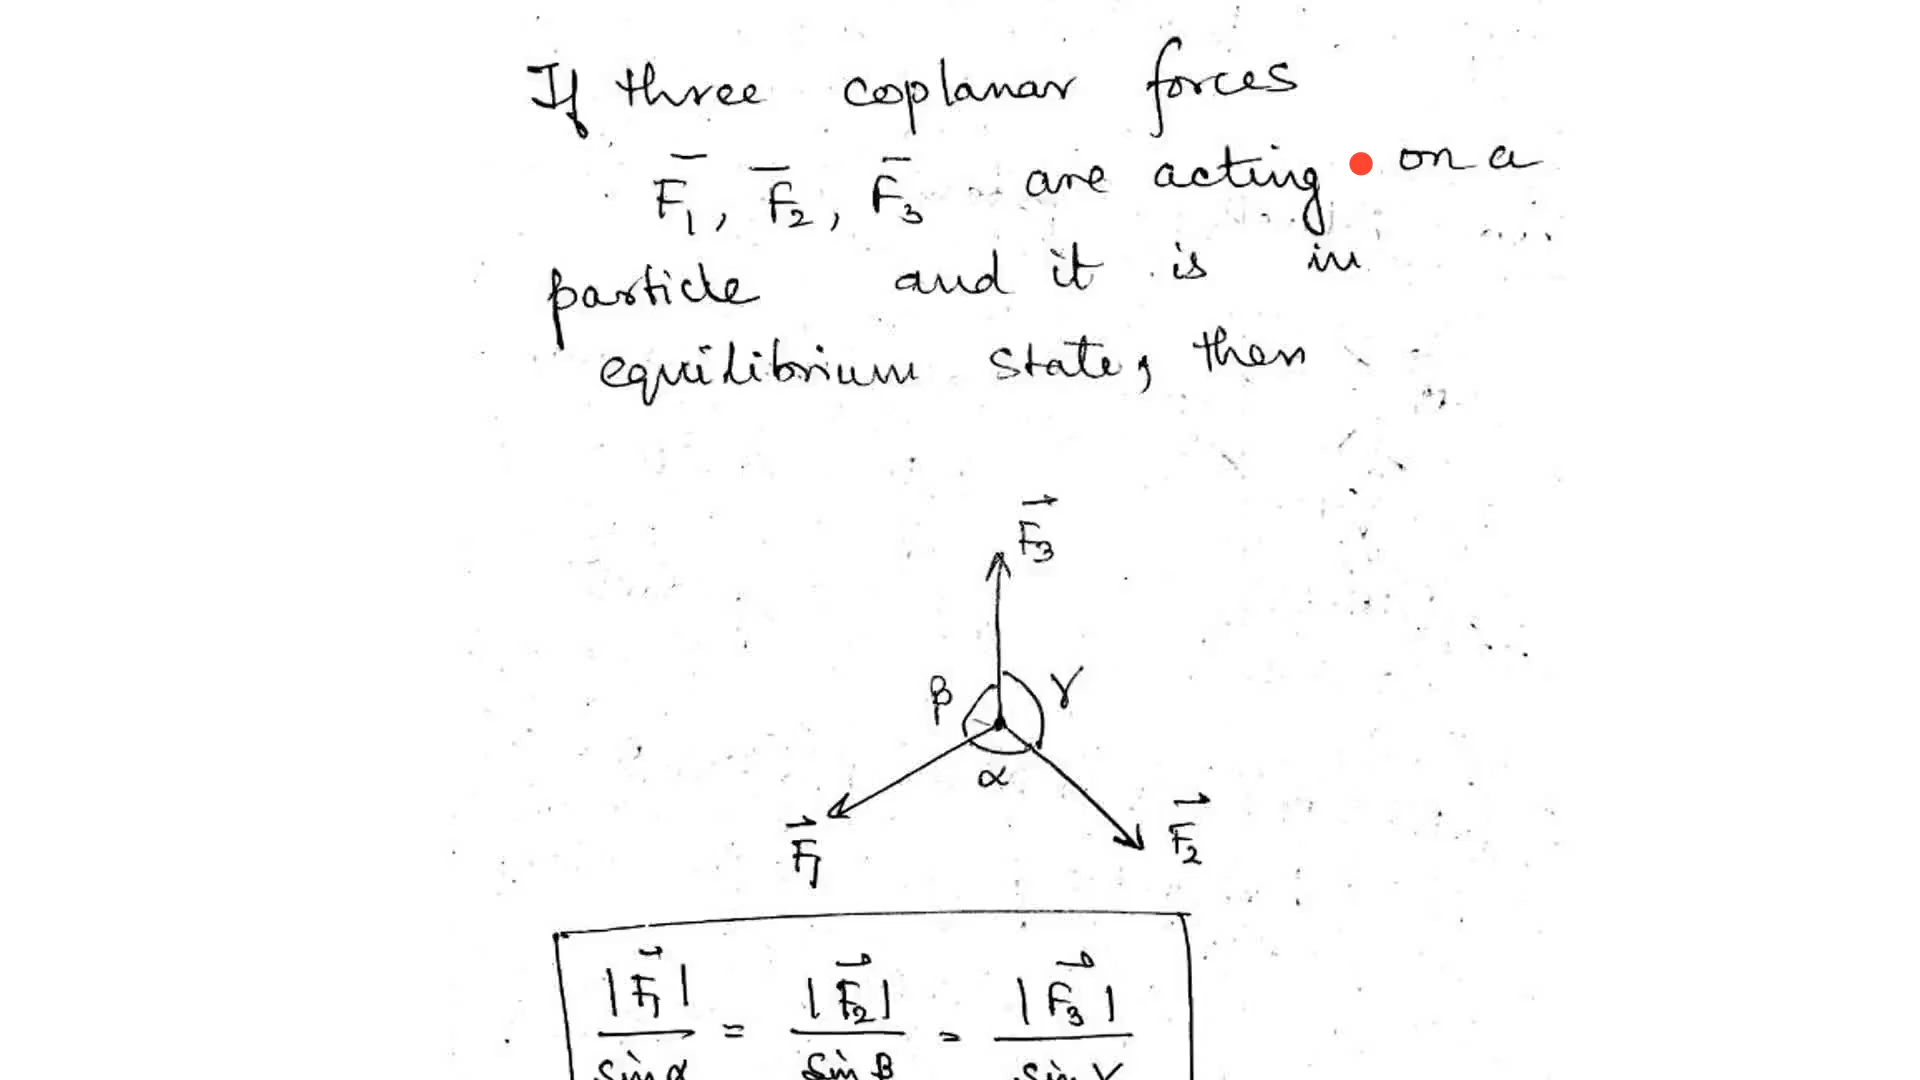 If three coplanar forces
F̅₁, F̅₂, F̅₃ are acting on a
particle and it is in
equilibrium state, then
F⃗₃
β γ
α
F⃗₁ F⃗₂
|F⃗₁| / sin α = |F⃗₂| / sin β = |F⃗₃| / sin γ